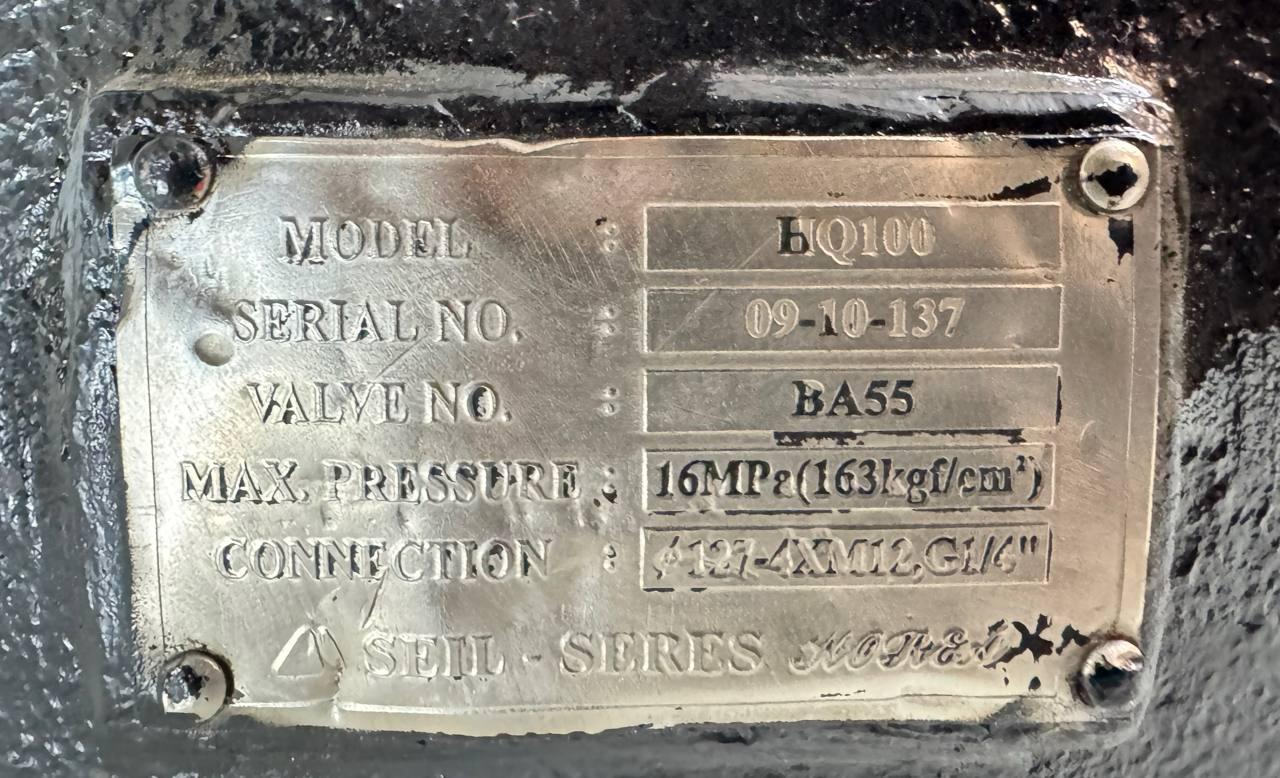 MODEL : HQ100
SERIAL NO. : 09-10-137
VALVE NO. : BA55
MAX. PRESSURE : 16MPa(163kgf/cm²)
CONNECTION : ϕ127-4XM12,G1/4"
SEIL - SERES KOREA